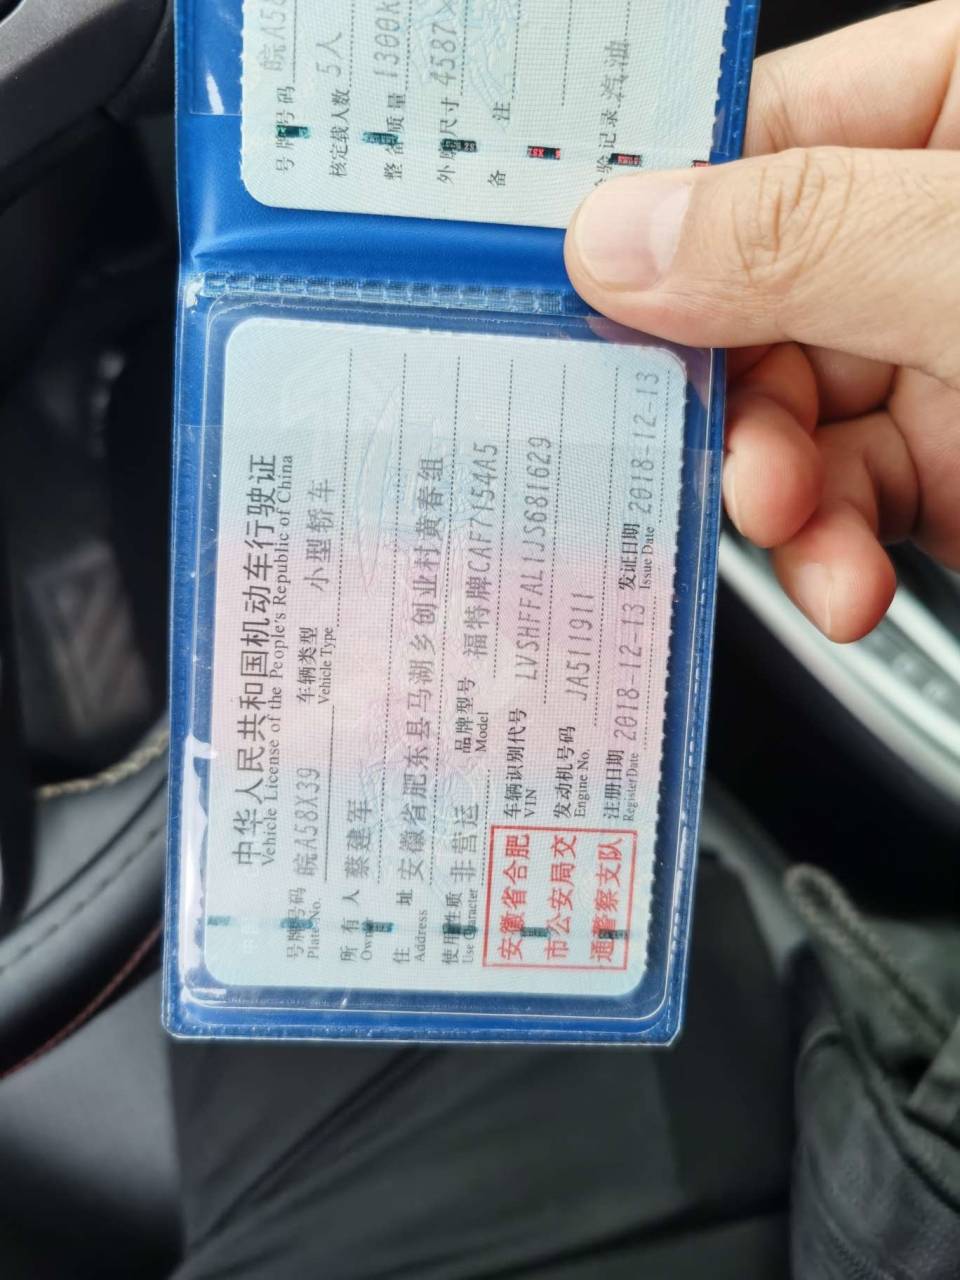 中华人民共和国机动车行驶证
Vehicle License of the People's Republic of China
号牌号码 皖A58X39 车辆类型 小型轿车
Plate No. Vehicle Type
所有人 蔡建军
Owner
住址 安徽省肥东县马湖乡创业村黄春组
Address
使用性质 非营运 品牌型号 福特牌CAF7154A5
Use Character Model
安徽省合肥
市公安局交
通警察支队
车辆识别代号 LVSHFFAL1JS681629
VIN
发动机号码 JA511911
Engine No.
注册日期 2018-12-13 发证日期 2018-12-13
Register Date Issue Date
号牌号码 皖A58
核定载人数 5人
整备质量 1300k
外廓尺寸 4587×
备注
检验记录 汽油